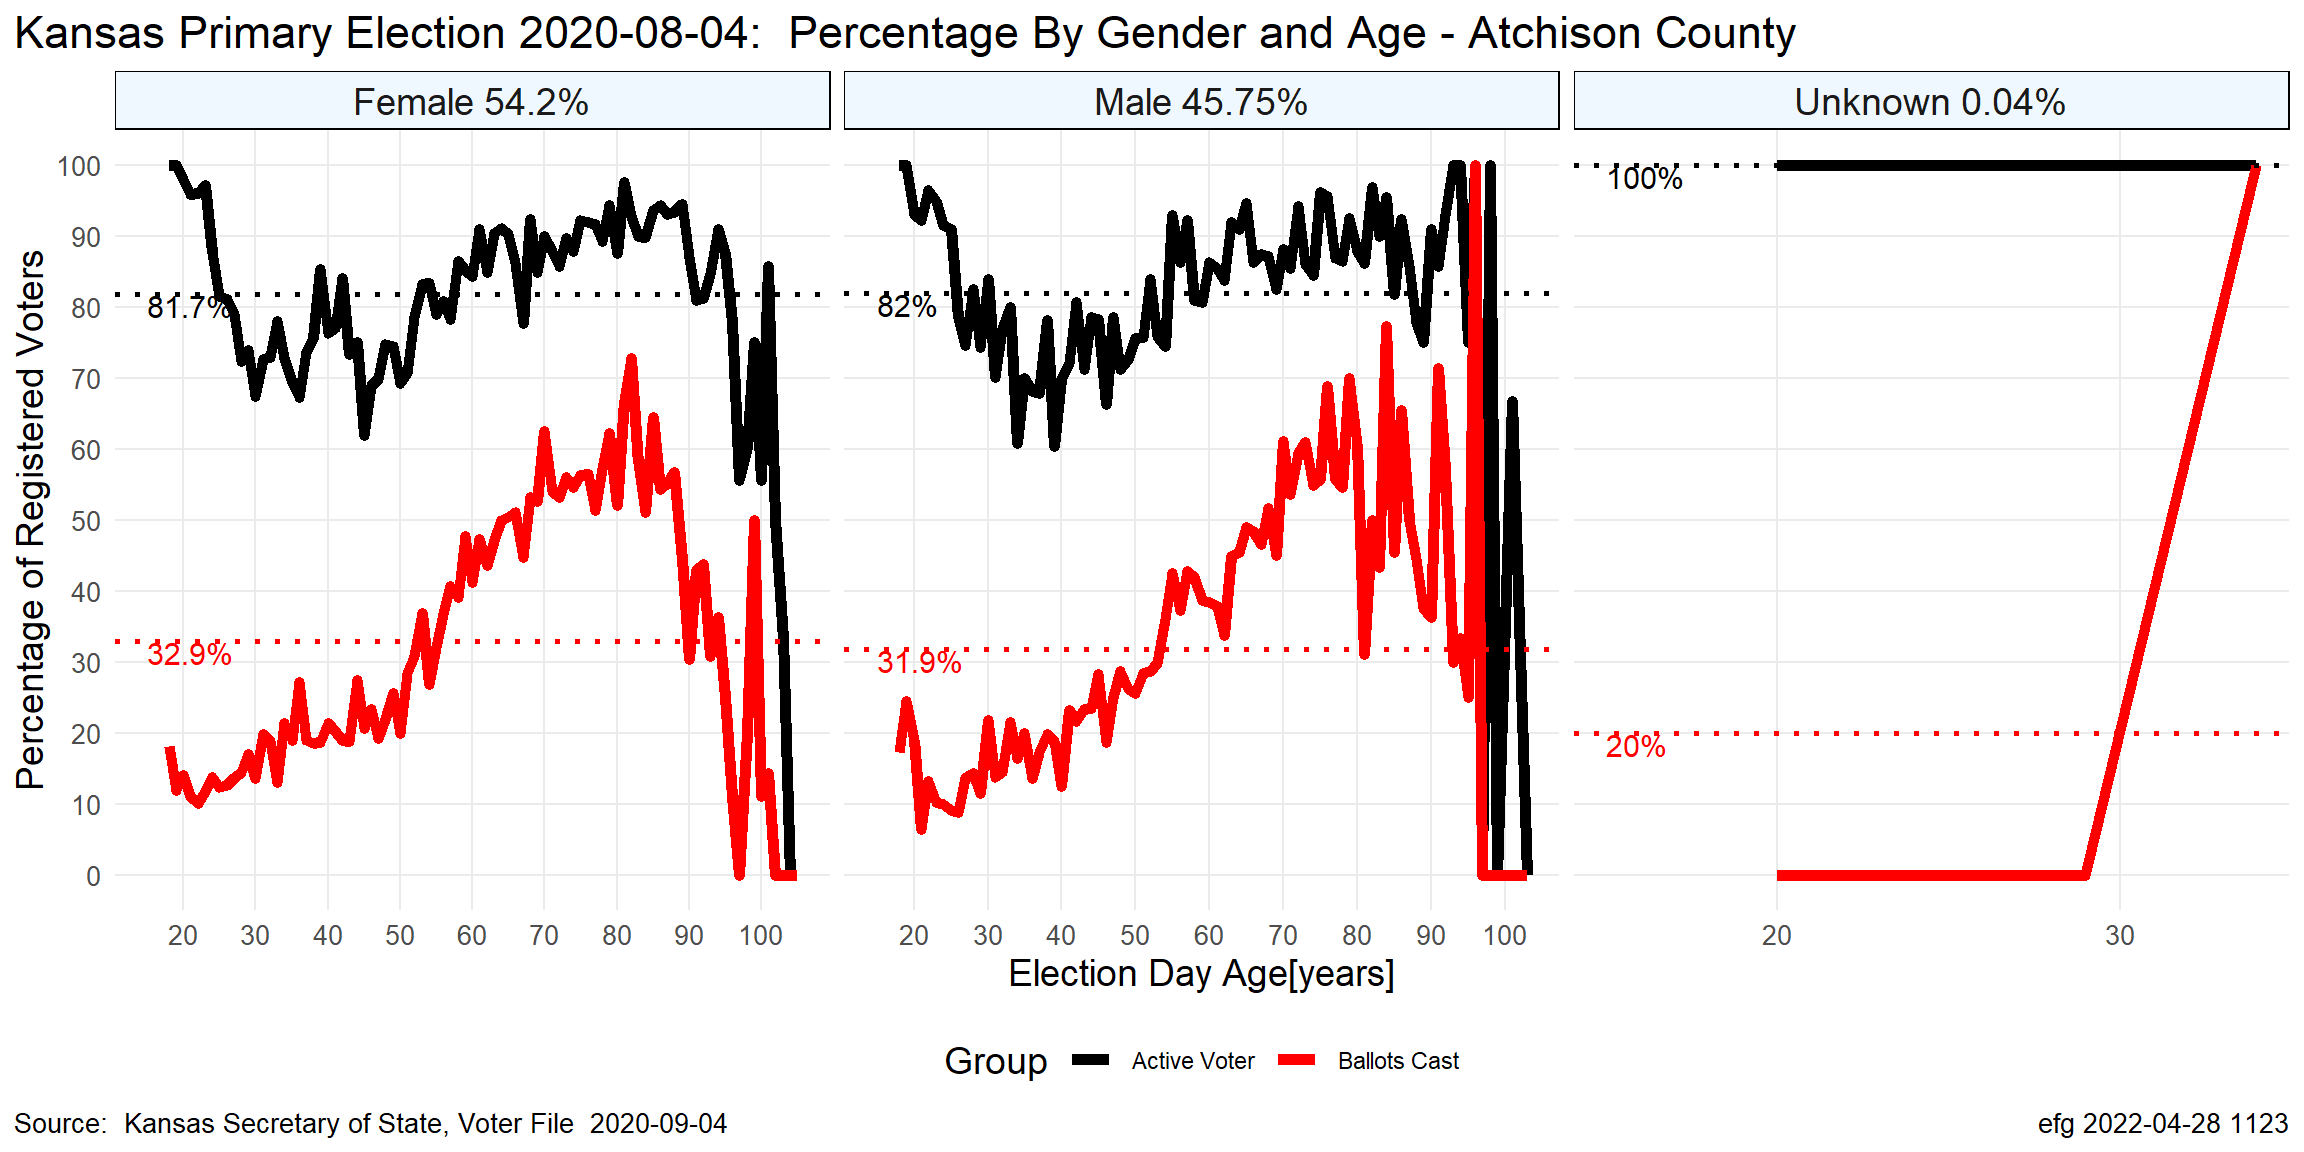 Kansas Primary Election 2020-08-04:  Percentage By Gender and Age - Atchison County
Female 54.2%
Male 45.75%
Unknown 0.04%
Percentage of Registered Voters
100
90
80
70
60
50
40
30
20
10
0
81.7%
32.9%
82%
31.9%
100%
20%
20 30 40 50 60 70 80 90 100
20 30 40 50 60 70 80 90 100
20 30
Election Day Age[years]
Group Active Voter Ballots Cast
Source:  Kansas Secretary of State, Voter File  2020-09-04
efg 2022-04-28 1123